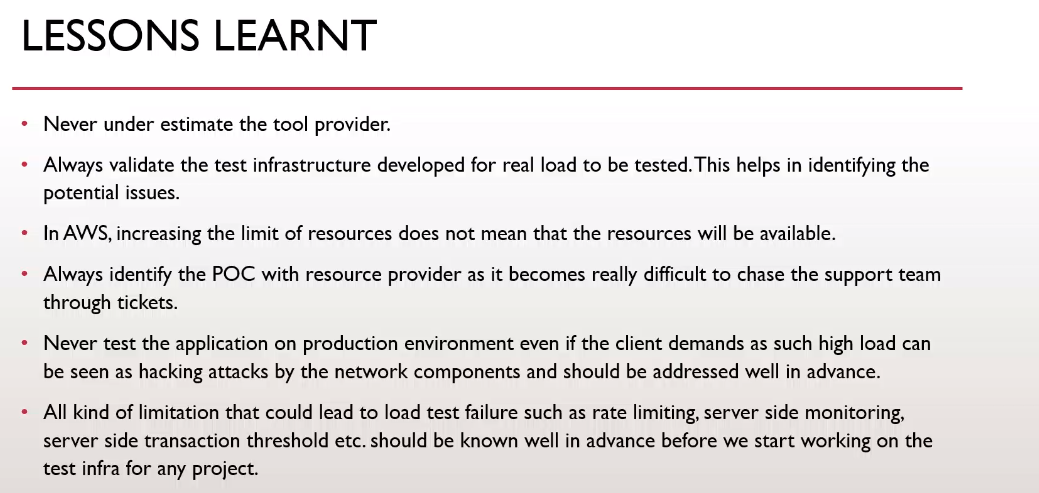 LESSONS LEARNT
• Never under estimate the tool provider.
• Always validate the test infrastructure developed for real load to be tested. This helps in identifying the
potential issues.
• In AWS, increasing the limit of resources does not mean that the resources will be available.
• Always identify the POC with resource provider as it becomes really difficult to chase the support team
through tickets.
• Never test the application on production environment even if the client demands as such high load can
be seen as hacking attacks by the network components and should be addressed well in advance.
• All kind of limitation that could lead to load test failure such as rate limiting, server side monitoring,
server side transaction threshold etc. should be known well in advance before we start working on the
test infra for any project.